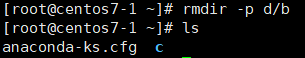 [root@centos7-1 ~]# rmdir -p d/b
[root@centos7-1 ~]# ls
anaconda-ks.cfg  c